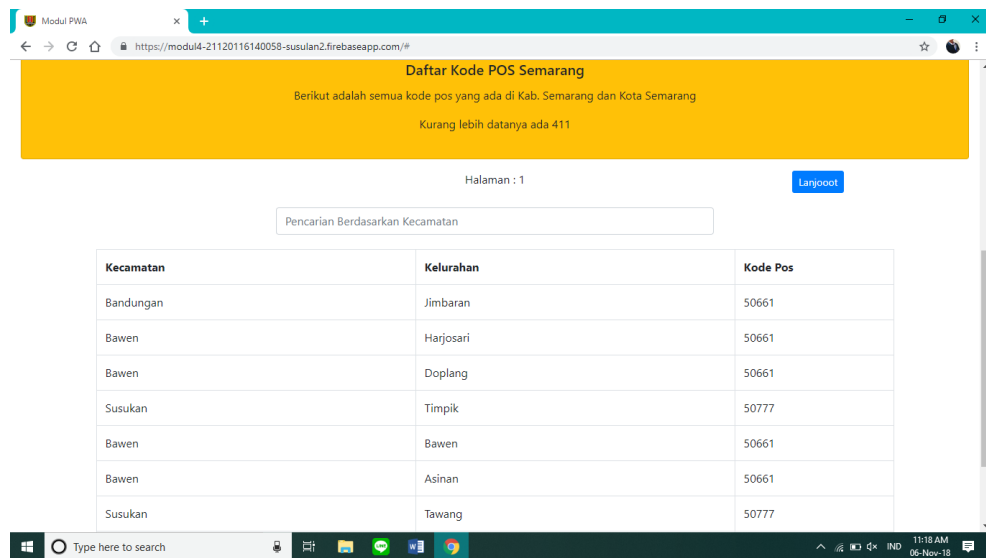 Modul PWA
https://modul4-21120116140058-susulan2.firebaseapp.com/#
Daftar Kode POS Semarang
Berikut adalah semua kode pos yang ada di Kab. Semarang dan Kota Semarang
Kurang lebih datanya ada 411
Halaman : 1
Lanjooot
Pencarian Berdasarkan Kecamatan
Kecamatan Kelurahan Kode Pos
Bandungan Jimbaran 50661
Bawen Harjosari 50661
Bawen Doplang 50661
Susukan Timpik 50777
Bawen Bawen 50661
Bawen Asinan 50661
Susukan Tawang 50777
Type here to search
IND
11:18 AM
06-Nov-18